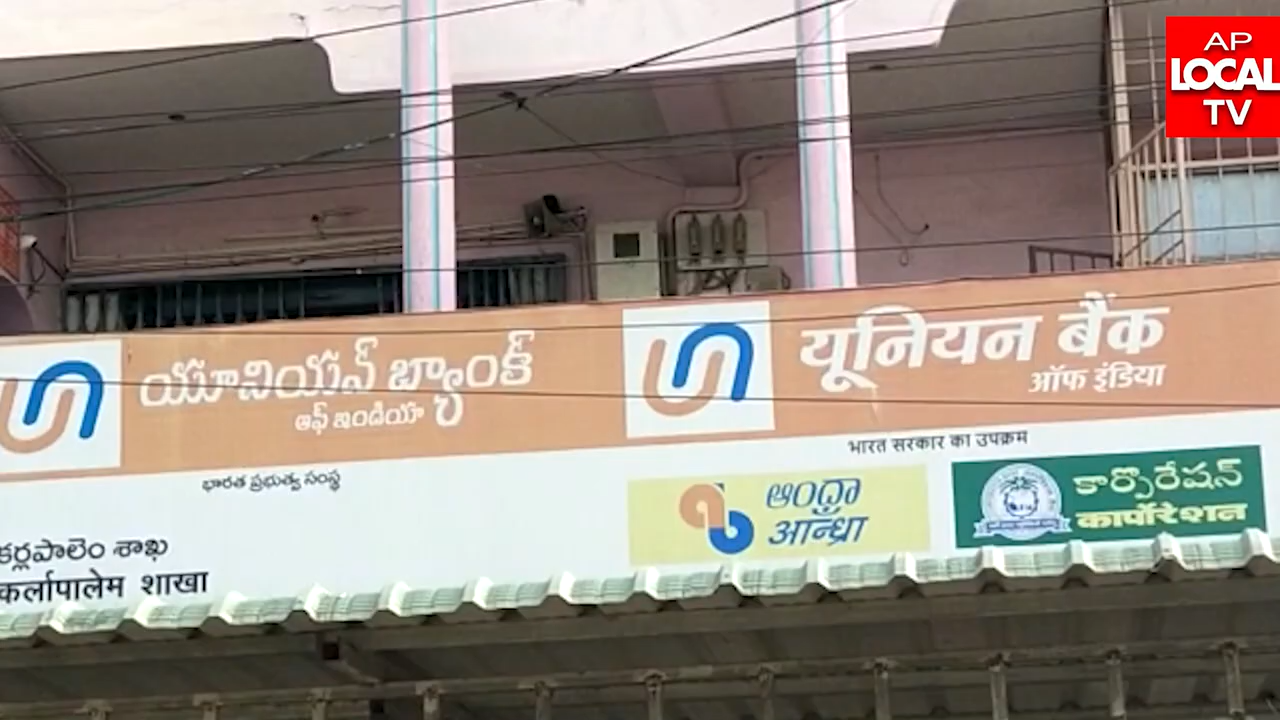 AP
LOCAL
TV
యూనియన్ బ్యాంక్
ఆఫ్ ఇండియా
यूनियन बैंक
ऑफ इंडिया
భారత ప్రభుత్వ సంస్థ
भारत सरकार का उपक्रम
ఆంధ్రా
आन्ध्रा
కార్పొరేషన్
कार्पोरेशन
కర్లపాలెం శాఖ
कर्लापालेम शाखा